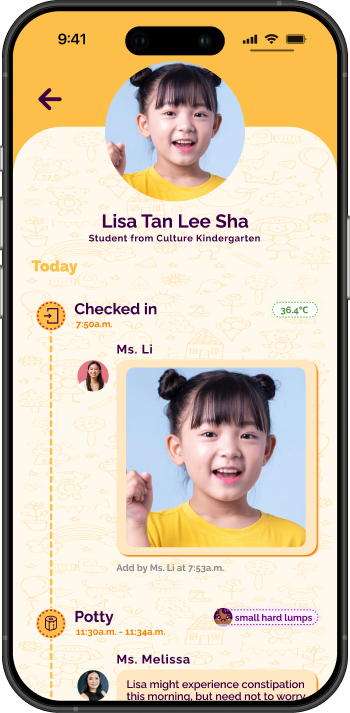 9:41
Lisa Tan Lee Sha
Student from Culture Kindergarten
Today
Checked in
36.4°C
7:50a.m.
Ms. Li
Add by Ms. Li at 7:53a.m.
Potty
small hard lumps
11:30a.m. - 11:34a.m.
Ms. Melissa
Lisa might experience constipation
this morning, but need not to worry